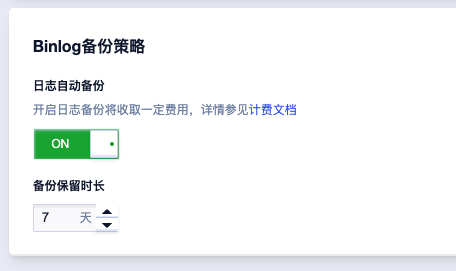 Binlog备份策略
日志自动备份
开启日志备份将收取一定费用，详情参见计费文档
ON
备份保留时长
7 天